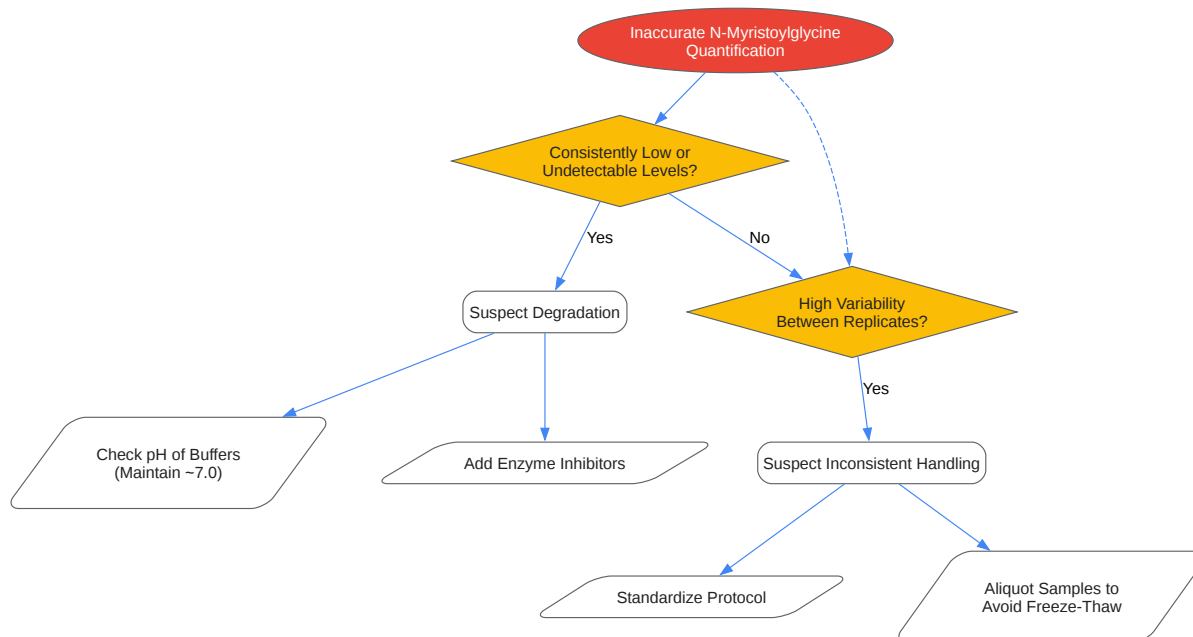 Inaccurate N-Myristoylglycine
Quantification
Consistently Low or
Undetectable Levels?
Yes
No
Suspect Degradation
High Variability
Between Replicates?
Yes
Check pH of Buffers
(Maintain ~7.0)
Add Enzyme Inhibitors
Suspect Inconsistent Handling
Standardize Protocol
Aliquot Samples to
Avoid Freeze-Thaw